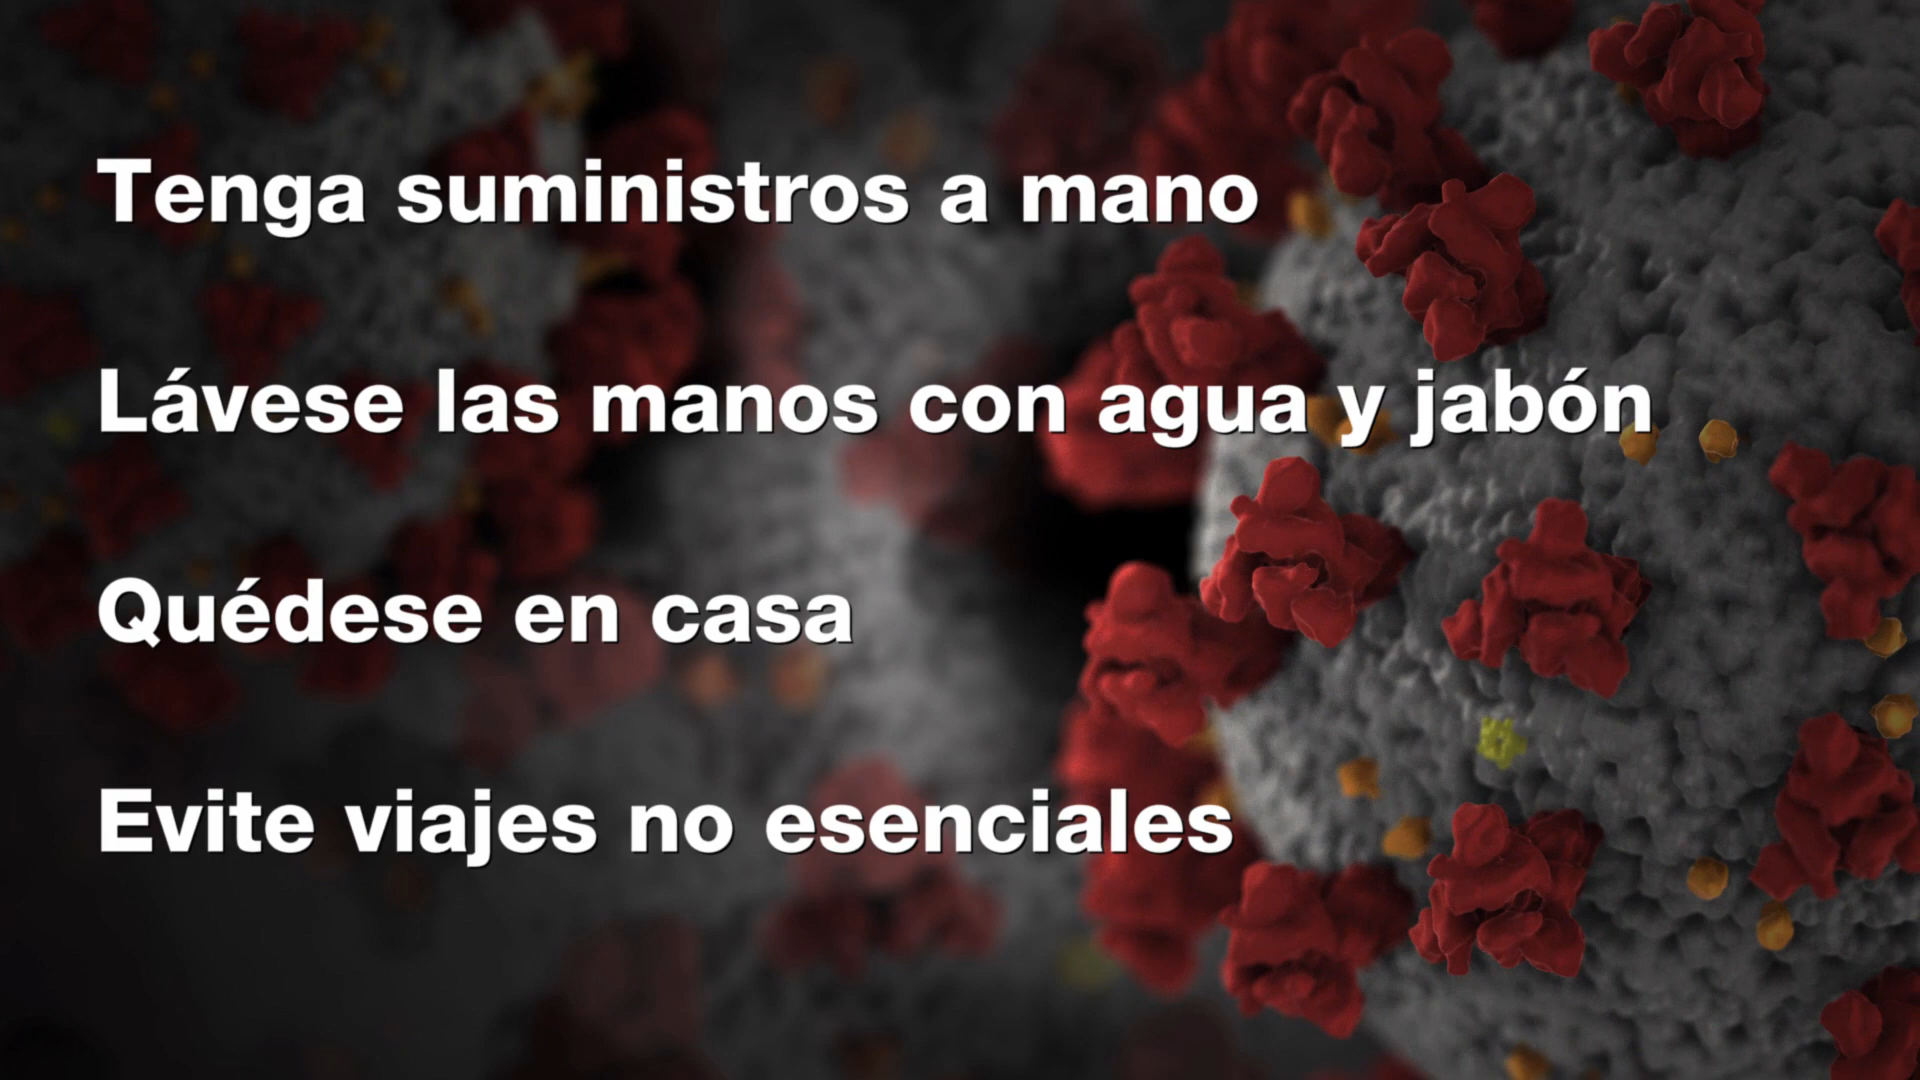 Tenga suministros a mano
Lávese las manos con agua y jabón
Quédese en casa
Evite viajes no esenciales